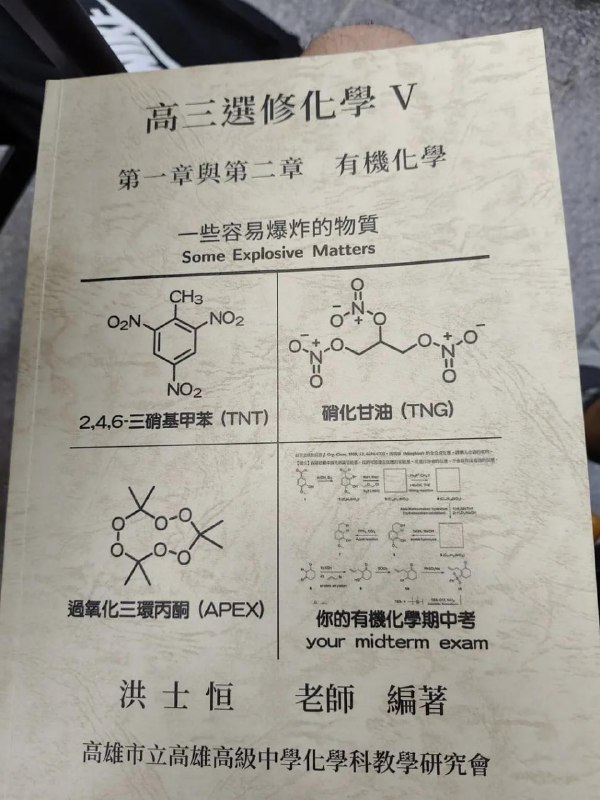 高三選修化學 V
第一章與第二章 有機化學
一些容易爆炸的物質
Some Explosive Matters
CH3
O2N
NO2
NO2
2,4,6-三硝基甲苯 (TNT)
硝化甘油 (TNG)
過氧化三環丙酮 (APEX)
你的有機化學期中考
your midterm exam
洪士恒 老師 編著
高雄市立高雄高級中學化學科教學研究會